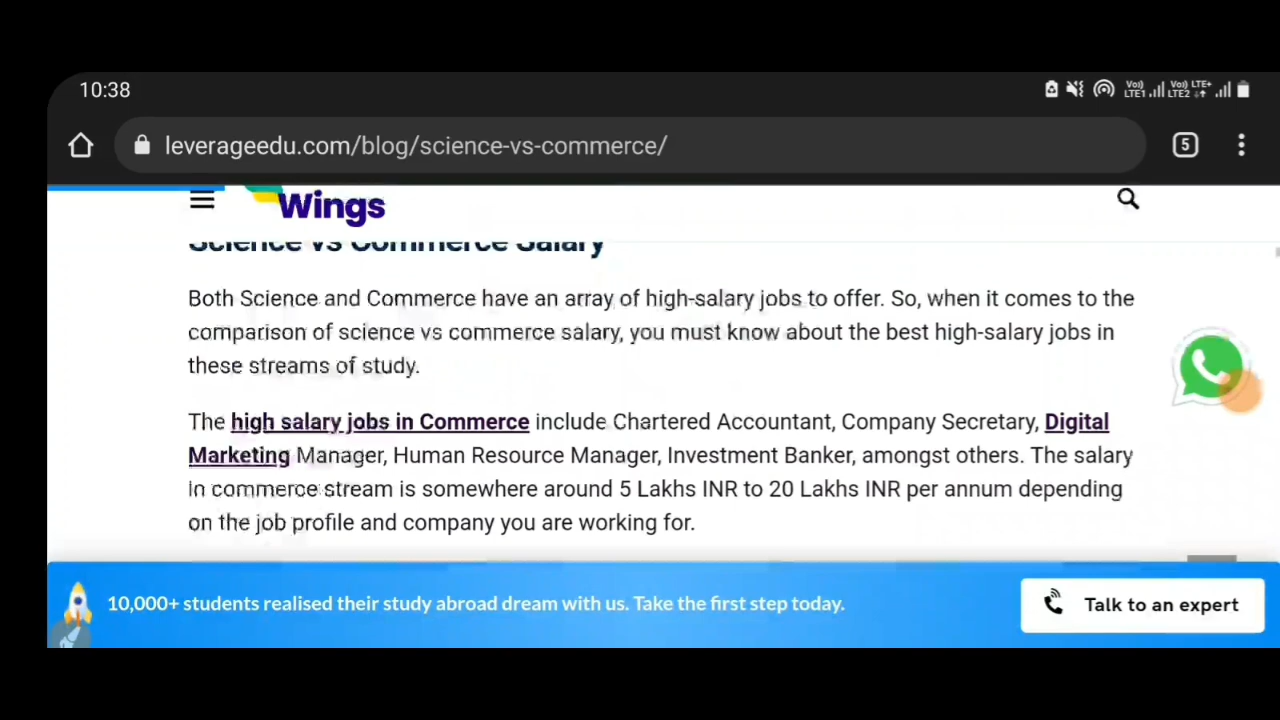 10:38
Vo) LTE1 Vo) LTE+ LTE2
leverageedu.com/blog/science-vs-commerce/
5
Wings
Science vs Commerce Salary
Both Science and Commerce have an array of high-salary jobs to offer. So, when it comes to the
comparison of science vs commerce salary, you must know about the best high-salary jobs in
these streams of study.
The high salary jobs in Commerce include Chartered Accountant, Company Secretary, Digital
Marketing Manager, Human Resource Manager, Investment Banker, amongst others. The salary
in commerce stream is somewhere around 5 Lakhs INR to 20 Lakhs INR per annum depending
on the job profile and company you are working for.
10,000+ students realised their study abroad dream with us. Take the first step today.
Talk to an expert